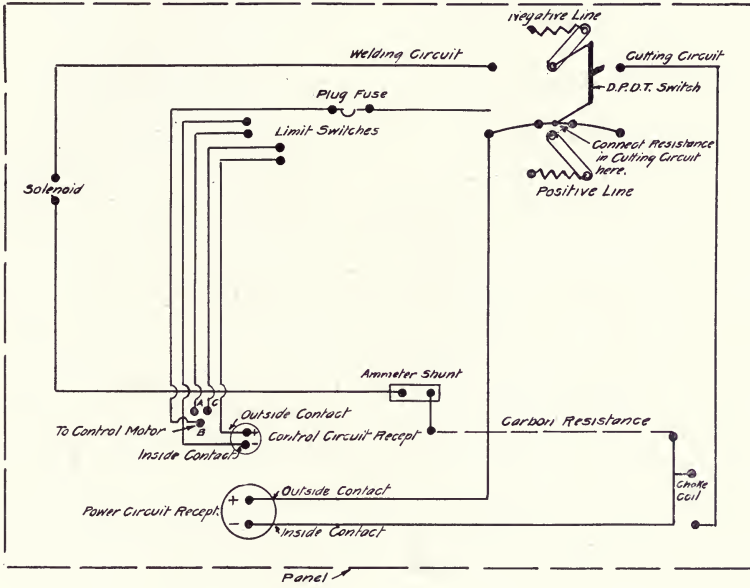 Negative Line
Welding Circuit
Cutting Circuit
D.P.D.T. Switch
Plug Fuse
Limit Switches
Connect Resistance
in Cutting Circuit
here.
Solenoid
Positive Line
Ammeter Shunt
A C
Outside Contact
Carbon Resistance
To Control Motor
B
+
Control Circuit Recept
-
Inside Contact
Choke
Coil
+
Outside Contact
Power Circuit Recept.
-
Inside Contact
Panel